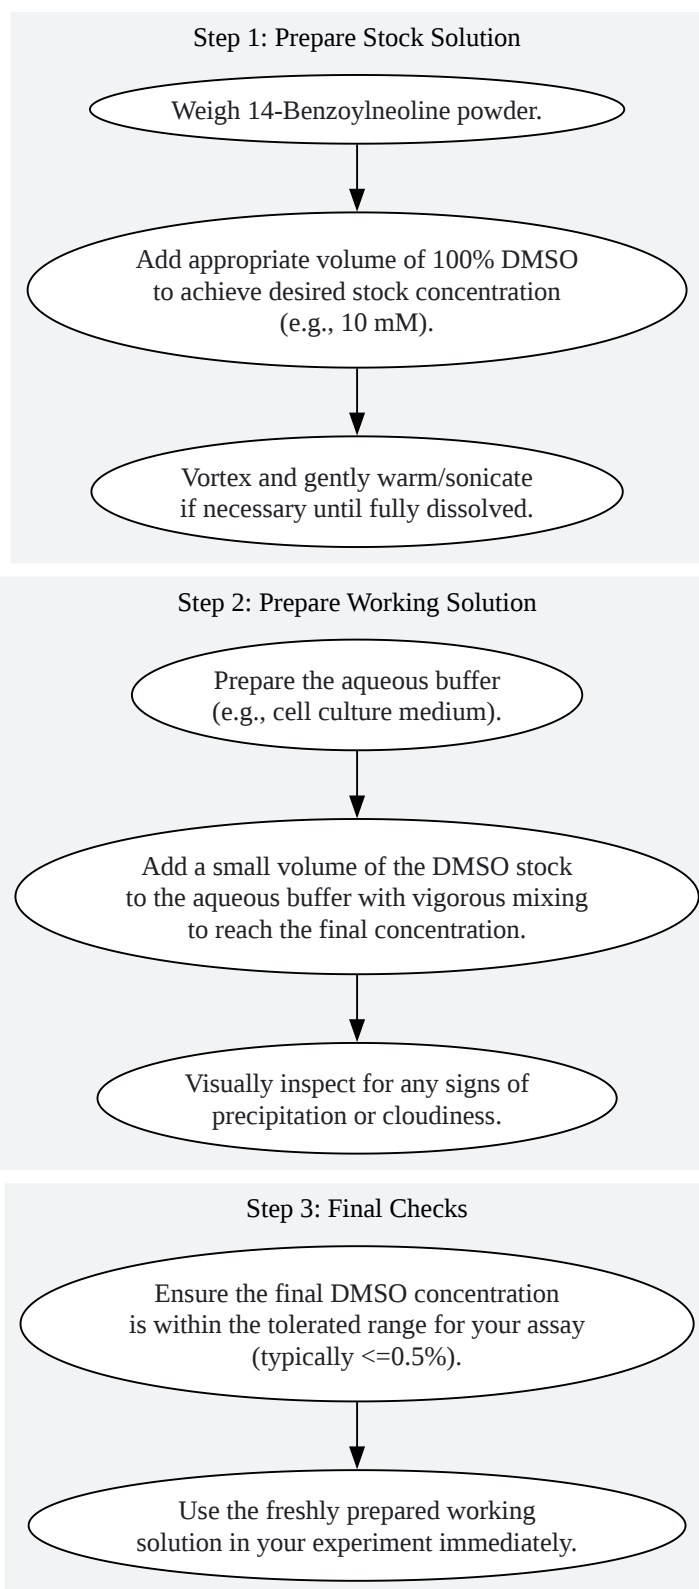 Step 1: Prepare Stock Solution
Weigh 14-Benzoylneoline powder.
Add appropriate volume of 100% DMSO
to achieve desired stock concentration
(e.g., 10 mM).
Vortex and gently warm/sonicate
if necessary until fully dissolved.
Step 2: Prepare Working Solution
Prepare the aqueous buffer
(e.g., cell culture medium).
Add a small volume of the DMSO stock
to the aqueous buffer with vigorous mixing
to reach the final concentration.
Visually inspect for any signs of
precipitation or cloudiness.
Step 3: Final Checks
Ensure the final DMSO concentration
is within the tolerated range for your assay
(typically <=0.5%).
Use the freshly prepared working
solution in your experiment immediately.